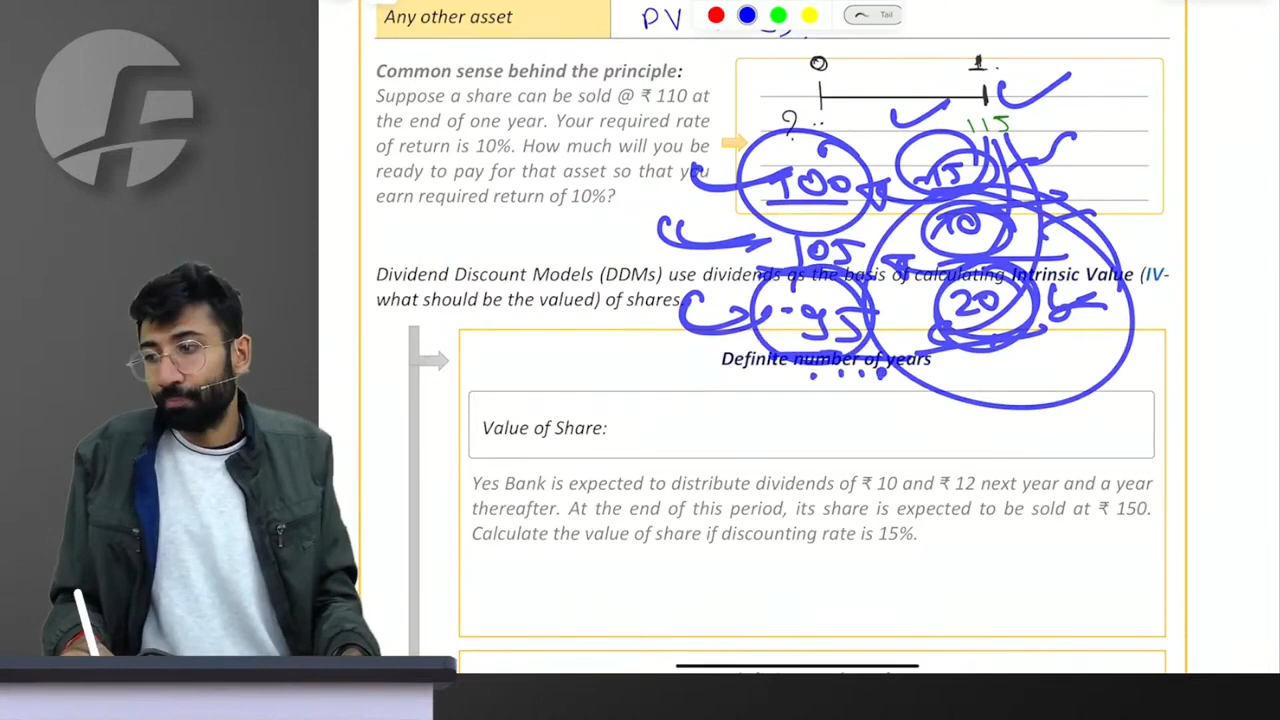 Any other asset
PV
Tail
Common sense behind the principle:
Suppose a share can be sold @ ₹ 110 at
the end of one year. Your required rate
of return is 10%. How much will you be
ready to pay for that asset so that you
earn required return of 10%?
0 1
? 115
100 15
105 10
95 20
Dividend Discount Models (DDMs) use dividends as the basis of calculating Intrinsic Value (IV-
what should be the valued) of shares.
Definite number of years
Value of Share:
Yes Bank is expected to distribute dividends of ₹ 10 and ₹ 12 next year and a year
thereafter. At the end of this period, its share is expected to be sold at ₹ 150.
Calculate the value of share if discounting rate is 15%.